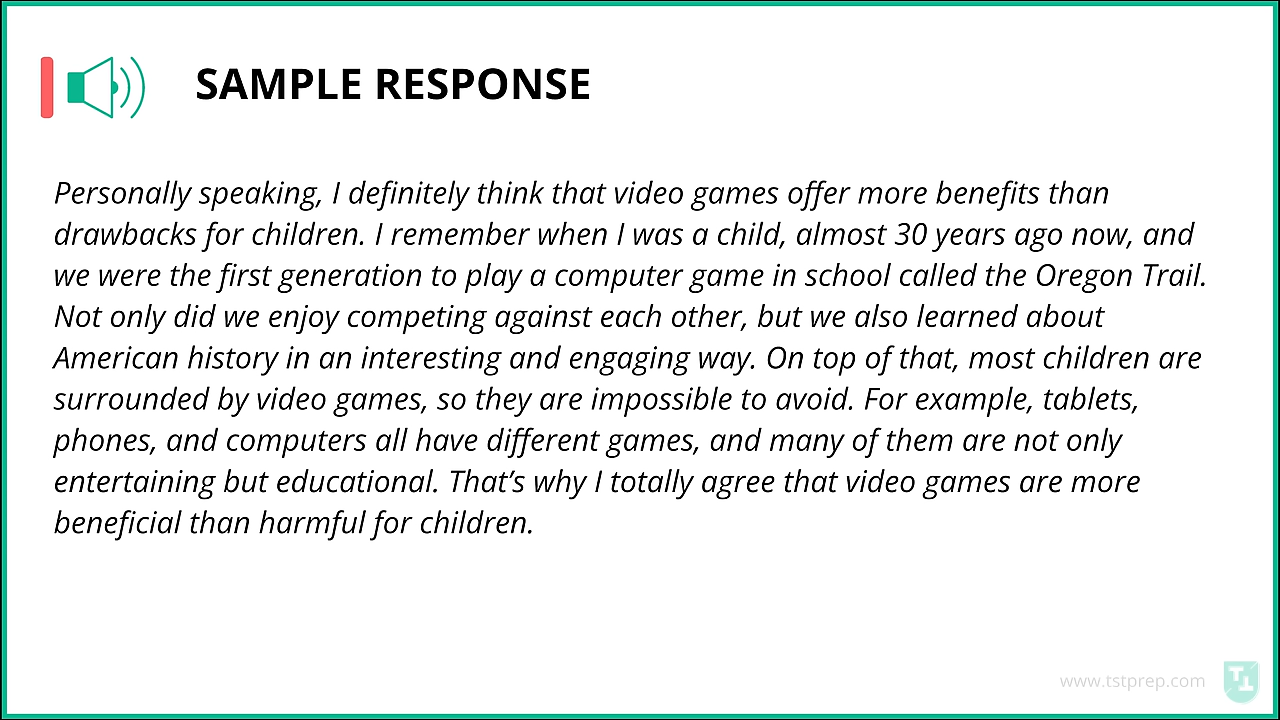 SAMPLE RESPONSE
Personally speaking, I definitely think that video games offer more benefits than
drawbacks for children. I remember when I was a child, almost 30 years ago now, and
we were the first generation to play a computer game in school called the Oregon Trail.
Not only did we enjoy competing against each other, but we also learned about
American history in an interesting and engaging way. On top of that, most children are
surrounded by video games, so they are impossible to avoid. For example, tablets,
phones, and computers all have different games, and many of them are not only
entertaining but educational. That’s why I totally agree that video games are more
beneficial than harmful for children.
www.tstprep.com